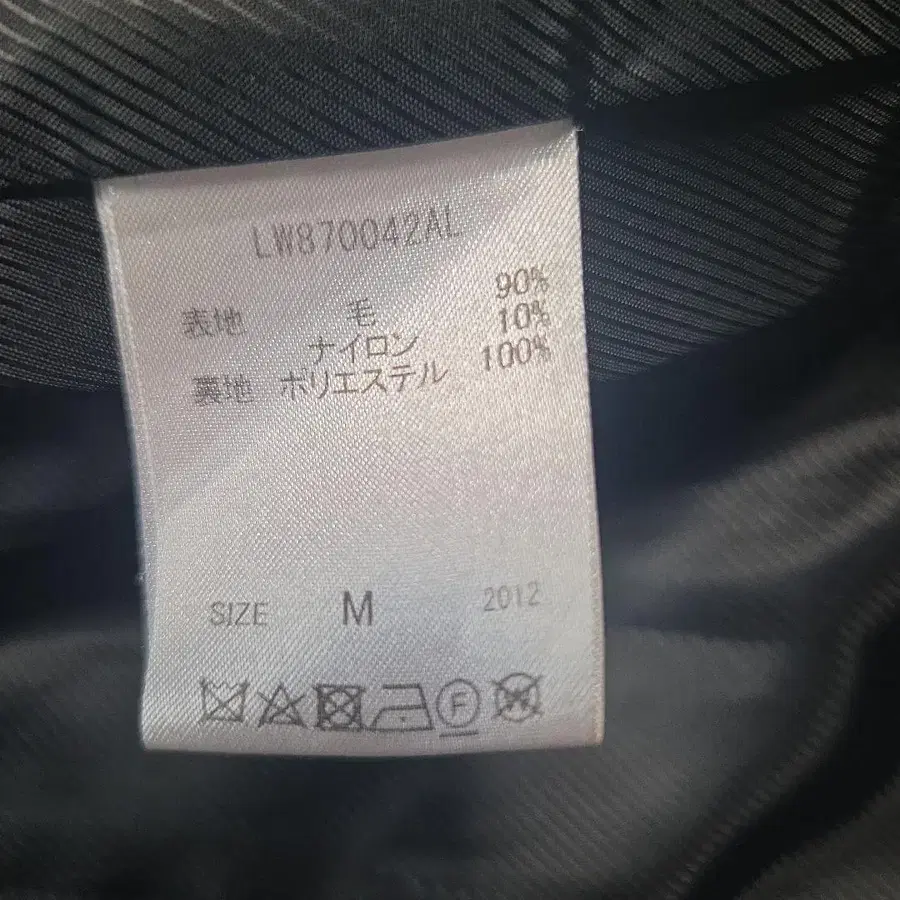 LW870042AL
表地 毛 90%
ナイロン 10%
裏地 ポリエステル 100%
SIZE M 2012
F